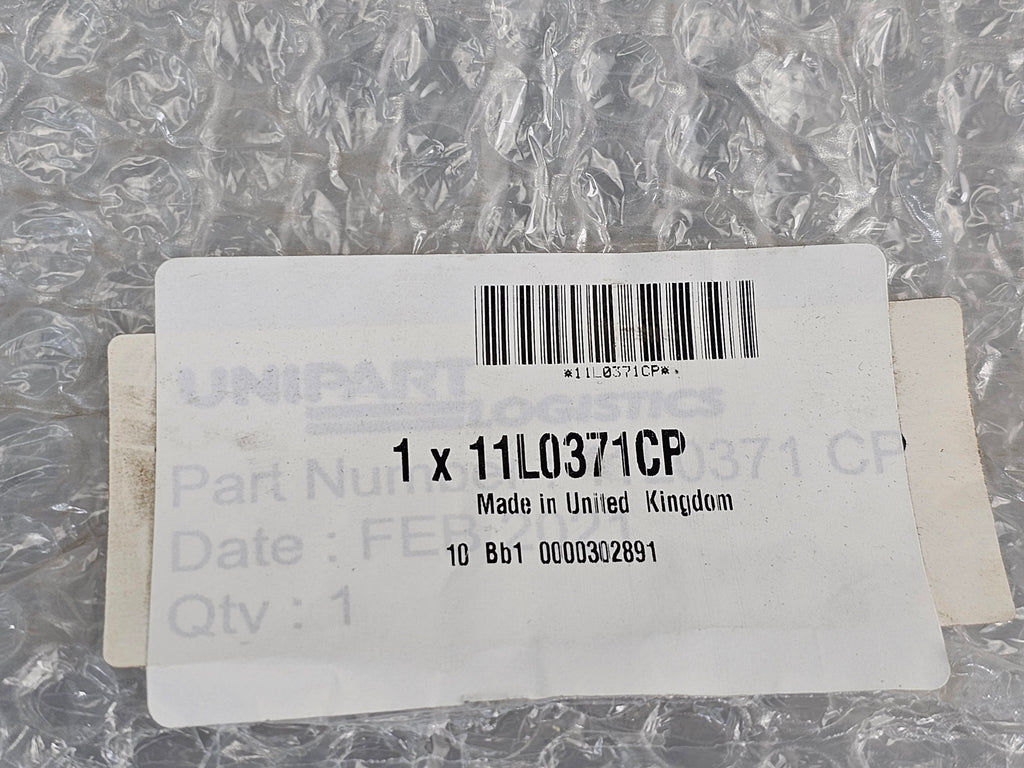 *11L0371CP*
UNIPART
LOGISTICS
1 x 11L0371CP
Part Number 0371 CP
Made in United Kingdom
Date : FEB-2021
10 Bb1 0000302891
Qty : 1